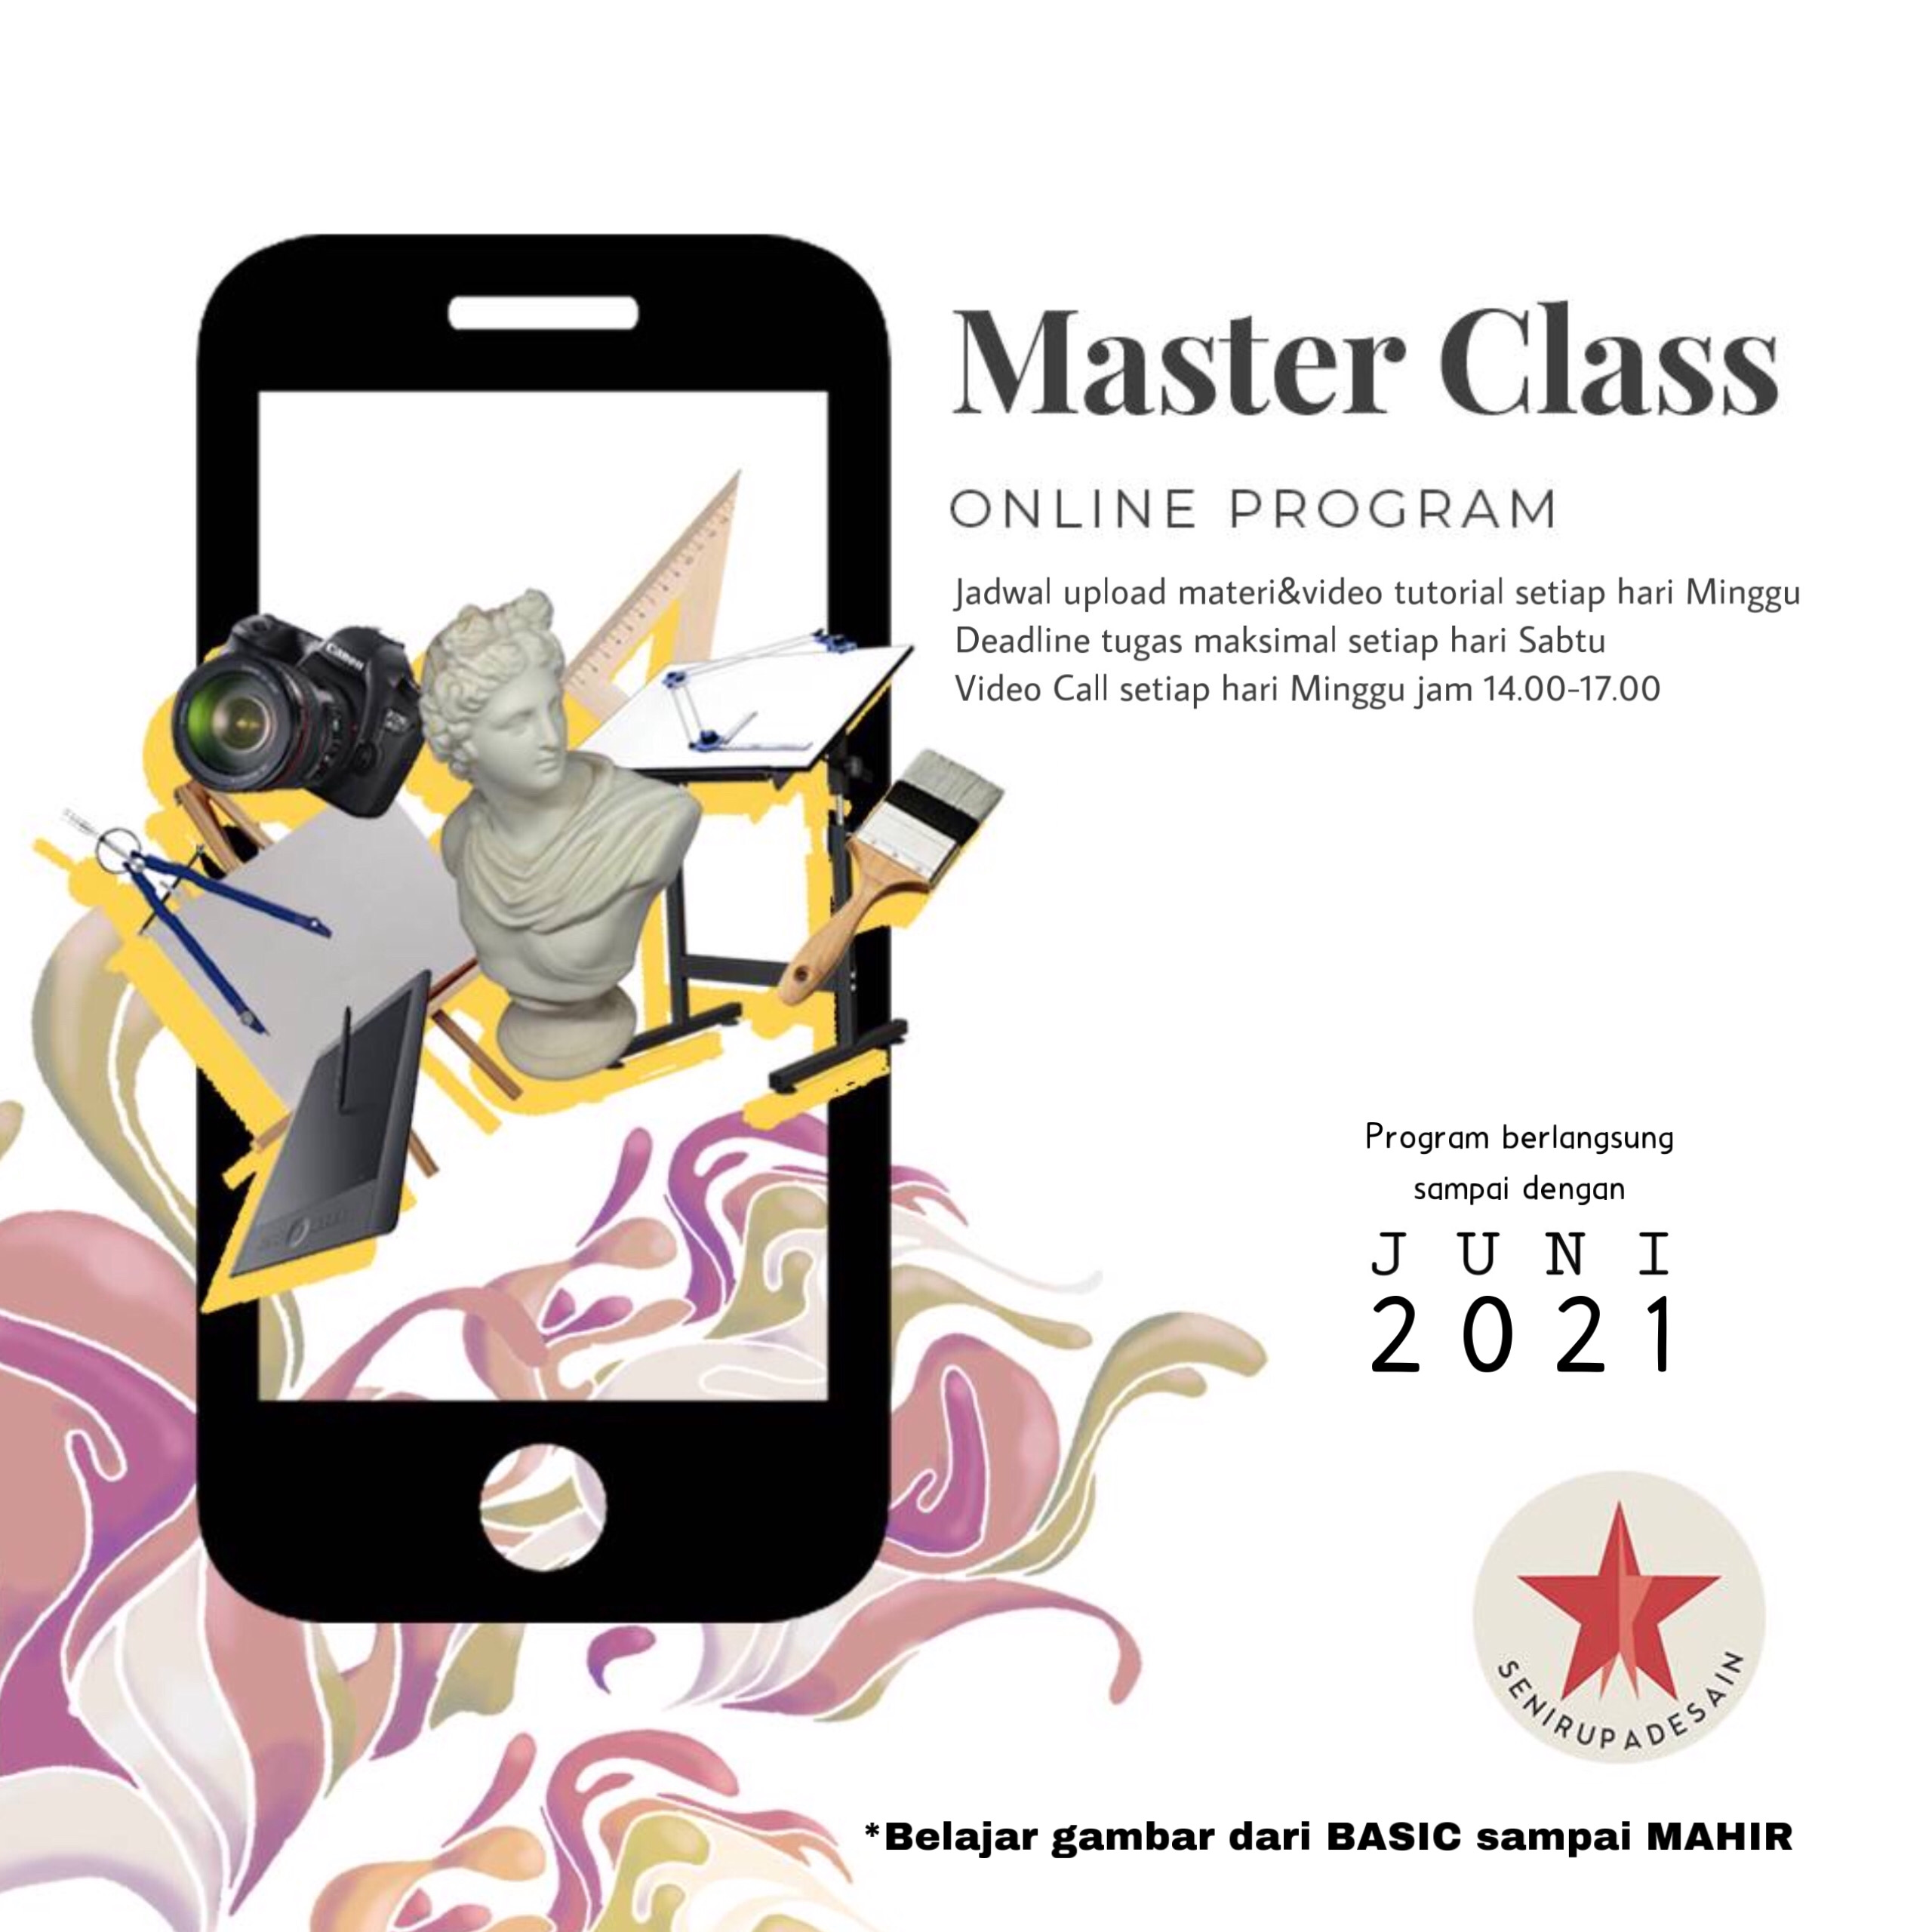 Master Class
ONLINE PROGRAM
Jadwal upload materi&video tutorial setiap hari Minggu
Deadline tugas maksimal setiap hari Sabtu
Video Call setiap hari Minggu jam 14.00-17.00
Canon
Program berlangsung
sampai dengan
JUNI
2021
SENIRUPADESAIN
*Belajar gambar dari BASIC sampai MAHIR